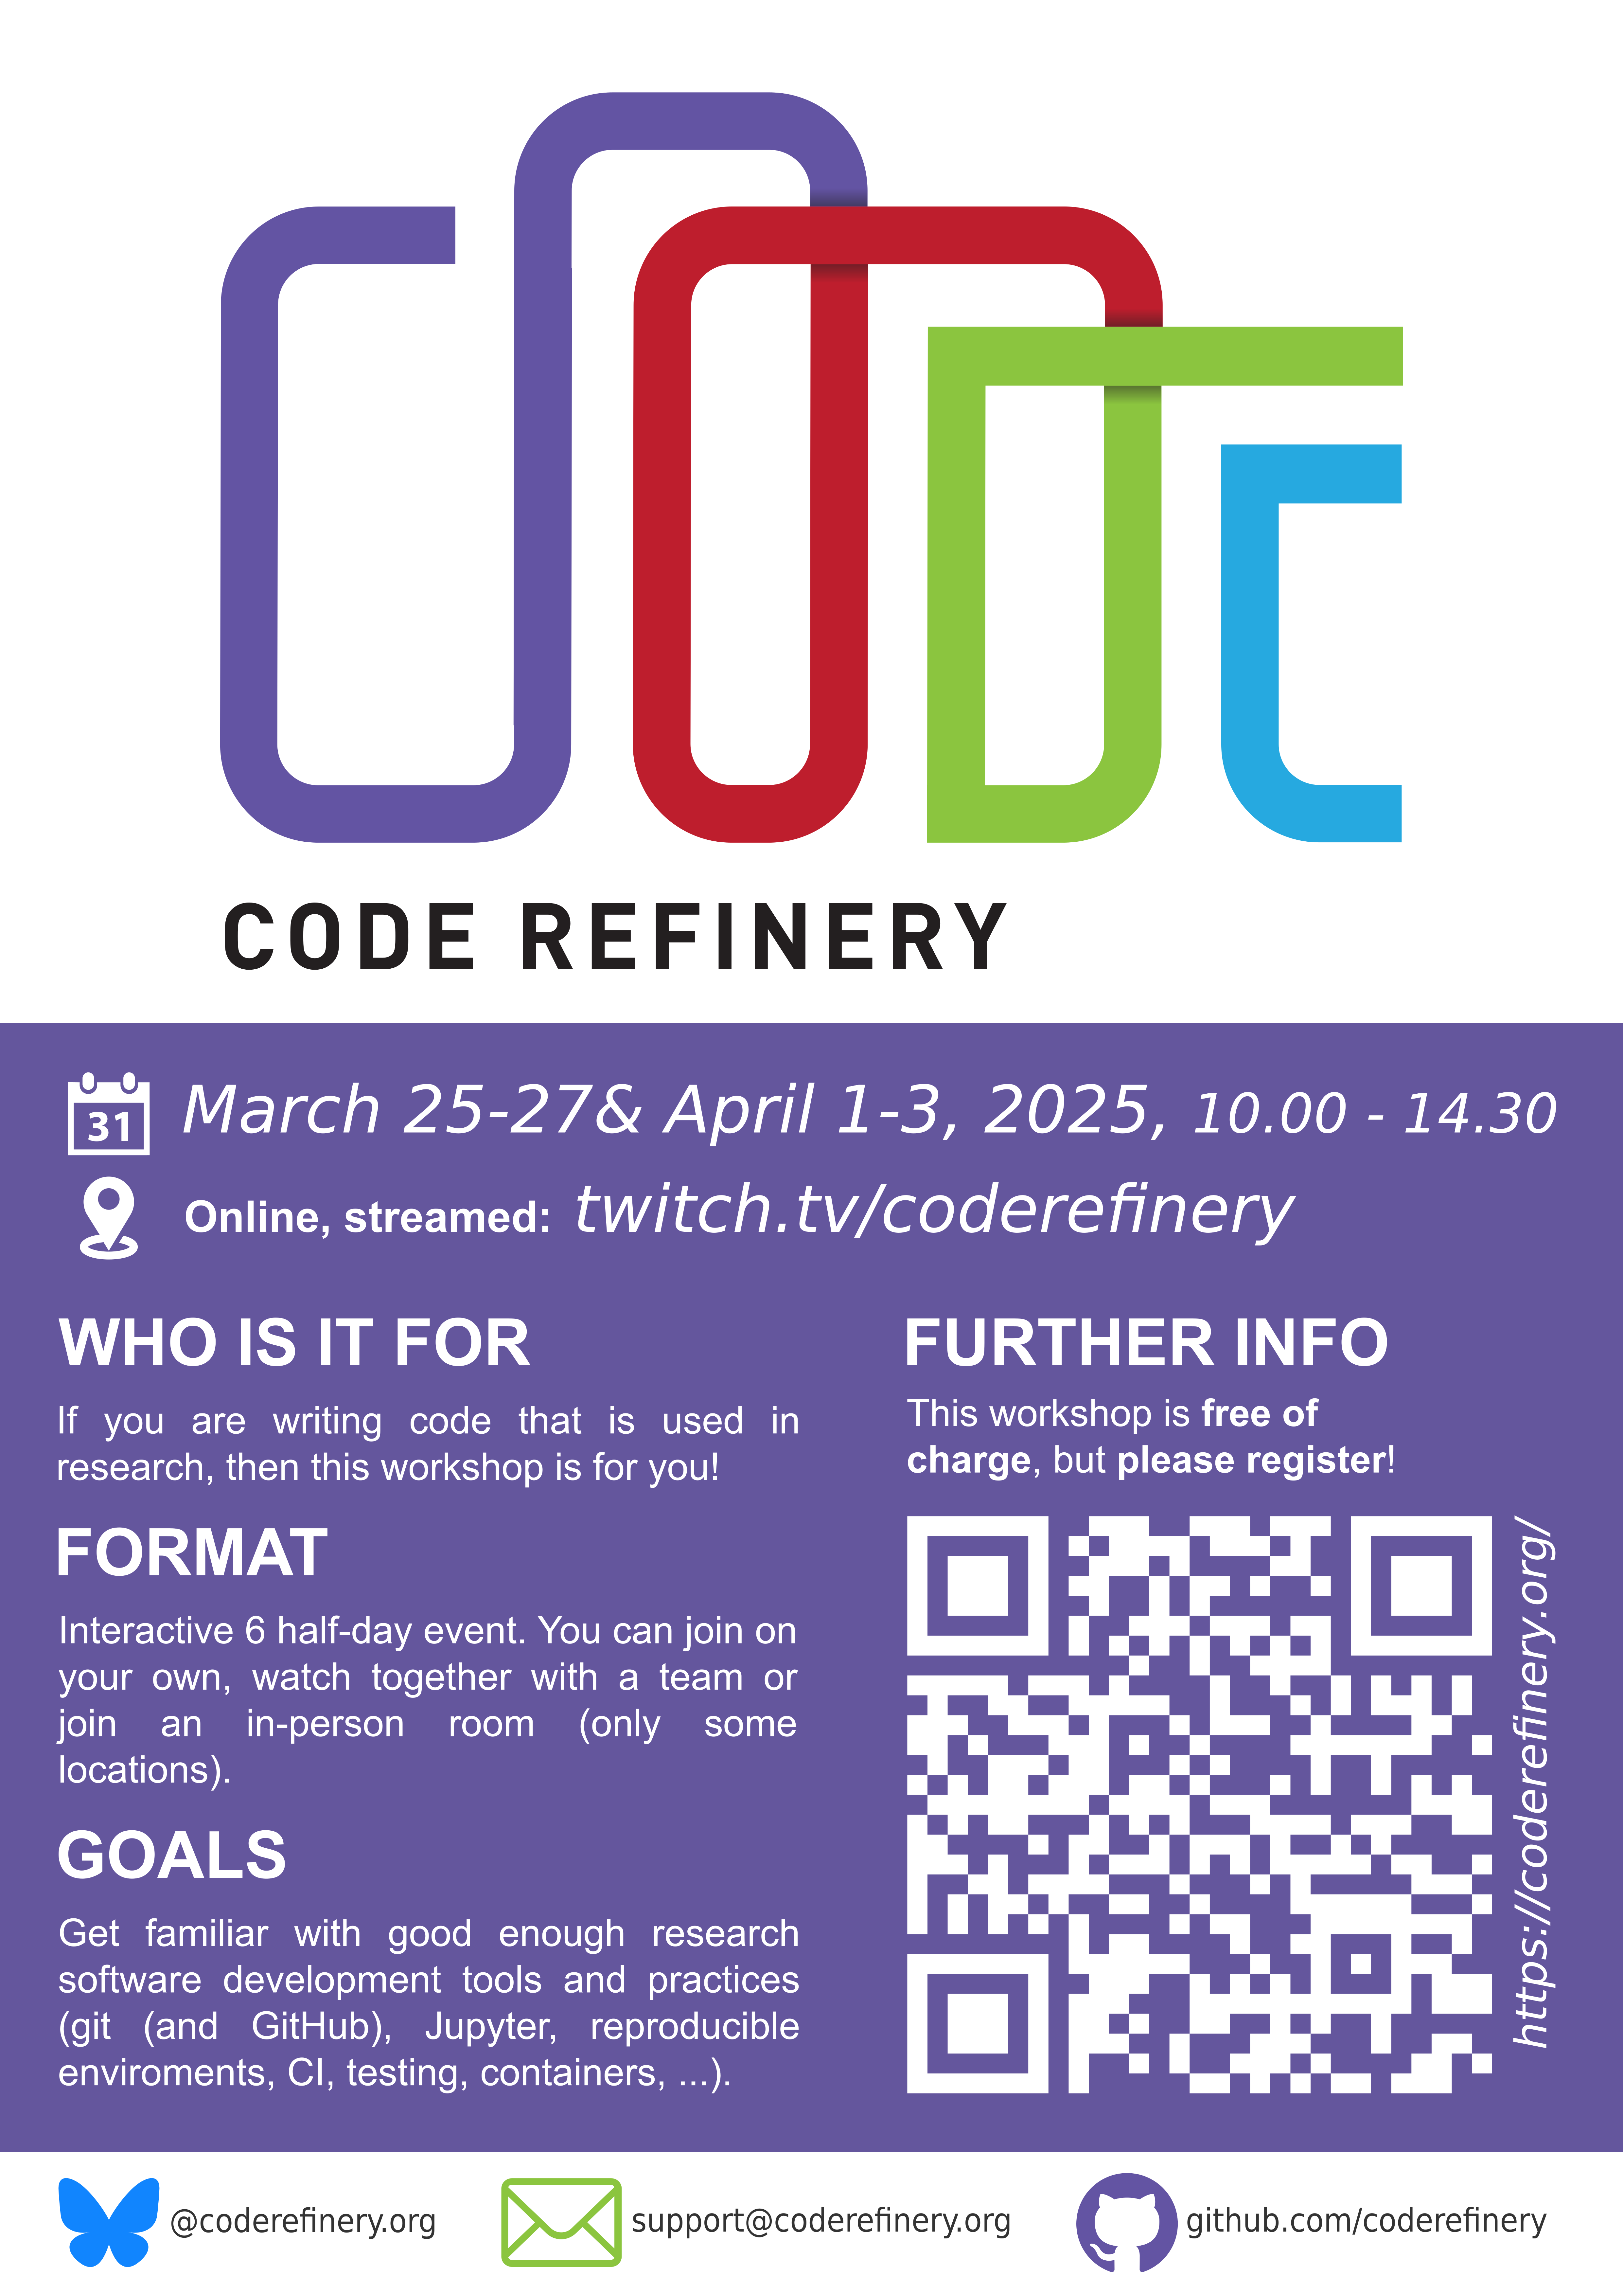 CODE REFINERY
31
March 25-27& April 1-3, 2025, 10.00 - 14.30
Online, streamed: twitch.tv/coderefinery
WHO IS IT FOR
If you are writing code that is used in
research, then this workshop is for you!
FORMAT
Interactive 6 half-day event. You can join on
your own, watch together with a team or
join an in-person room (only some
locations).
GOALS
Get familiar with good enough research
software development tools and practices
(git (and GitHub), Jupyter, reproducible
enviroments, CI, testing, containers, ...).
FURTHER INFO
This workshop is free of
charge, but please register!
https://coderefinery.org/
@coderefinery.org
support@coderefinery.org
github.com/coderefinery